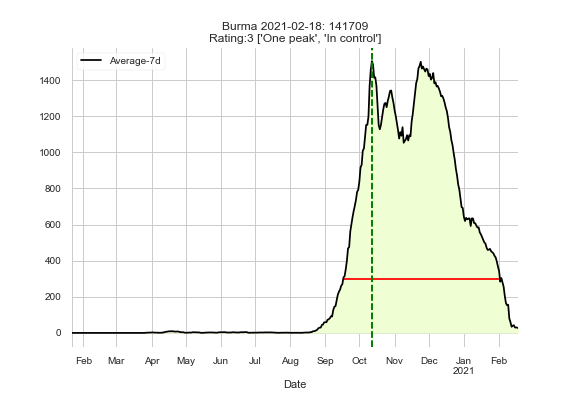 Burma 2021-02-18: 141709
Rating:3 ['One peak', 'In control']
Average-7d
1400
1200
1000
800
600
400
200
0
Feb Mar Apr May Jun Jul Aug Sep Oct Nov Dec Jan Feb
2021
Date